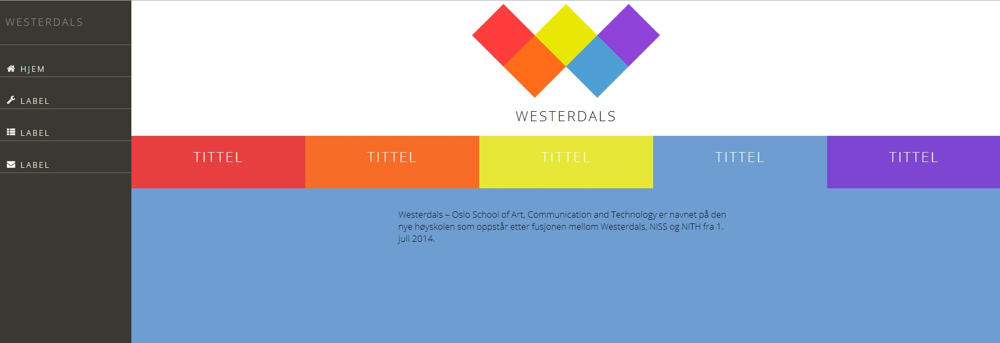 WESTERDALS
HJEM
LABEL
LABEL
LABEL
WESTERDALS
TITTEL TITTEL TITTEL TITTEL TITTEL
Westerdals – Oslo School of Art, Communication and Technology er navnet på den
nye høyskolen som oppstår etter fusjonen mellom Westerdals, NISS og NITH fra 1.
juli 2014.